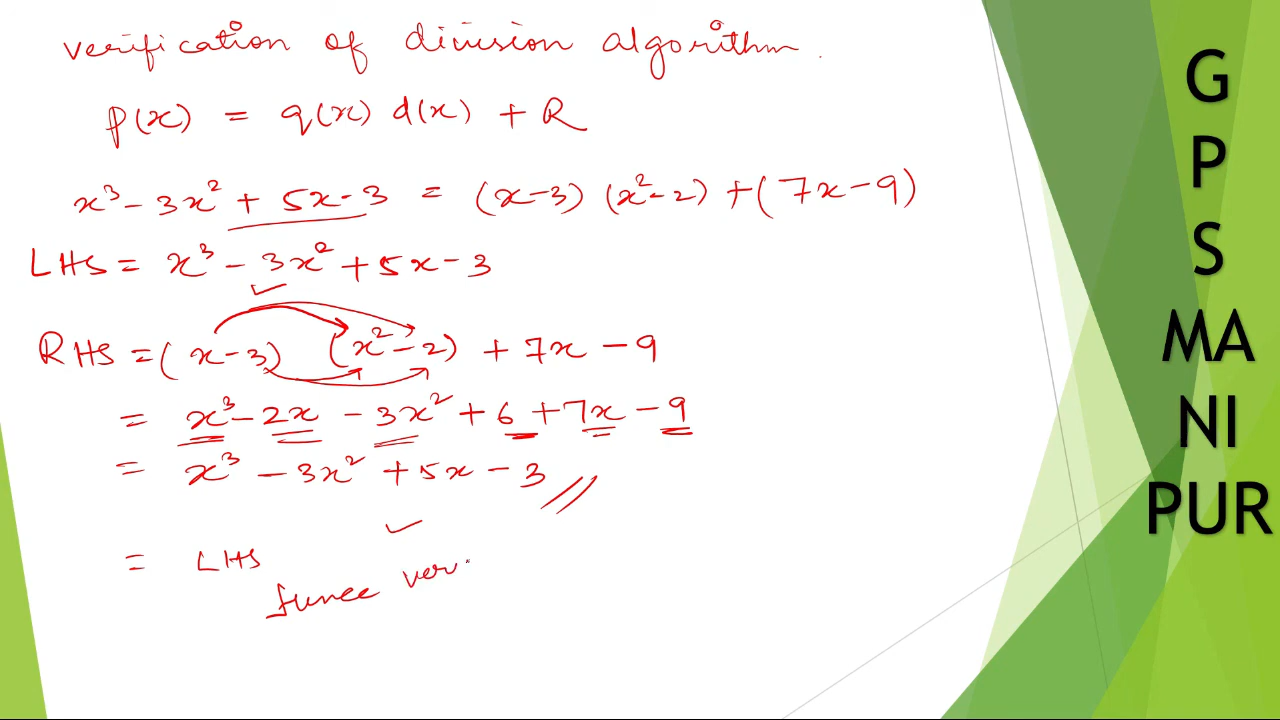 verification of division algorithm.
p(x) = q(x) d(x) + R
x³ - 3x² + 5x - 3 = (x-3) (x²-2) + (7x-9)
LHS = x³ - 3x² + 5x - 3
RHS = (x-3) (x²-2) + 7x - 9
= x³ - 2x - 3x² + 6 + 7x - 9
= x³ - 3x² + 5x - 3 //
= LHS
hence ver
G
P
S
MA
NI
PUR